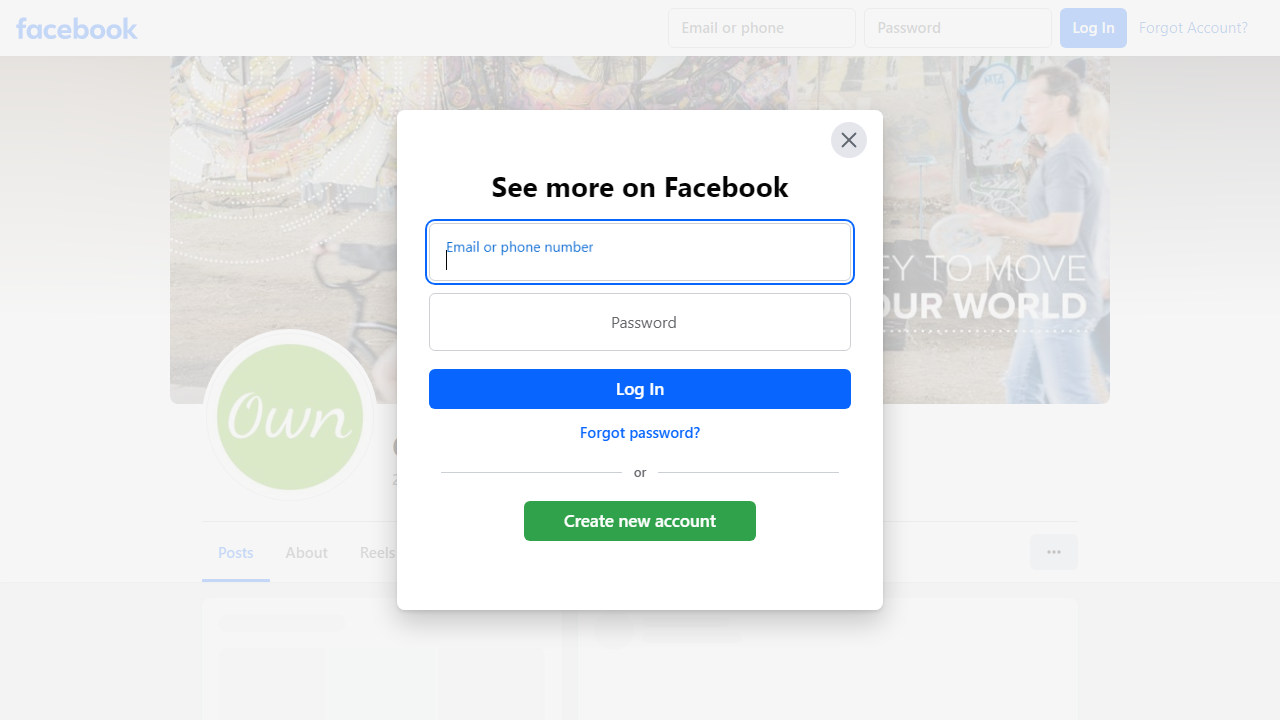 facebook
Email or phone
Password
Log In
Forgot Account?
MTA
EY TO MOVE
OUR WORLD
See more on Facebook
Email or phone number
Password
Log In
Forgot password?
or
Create new account
Own
Posts
About
Reels